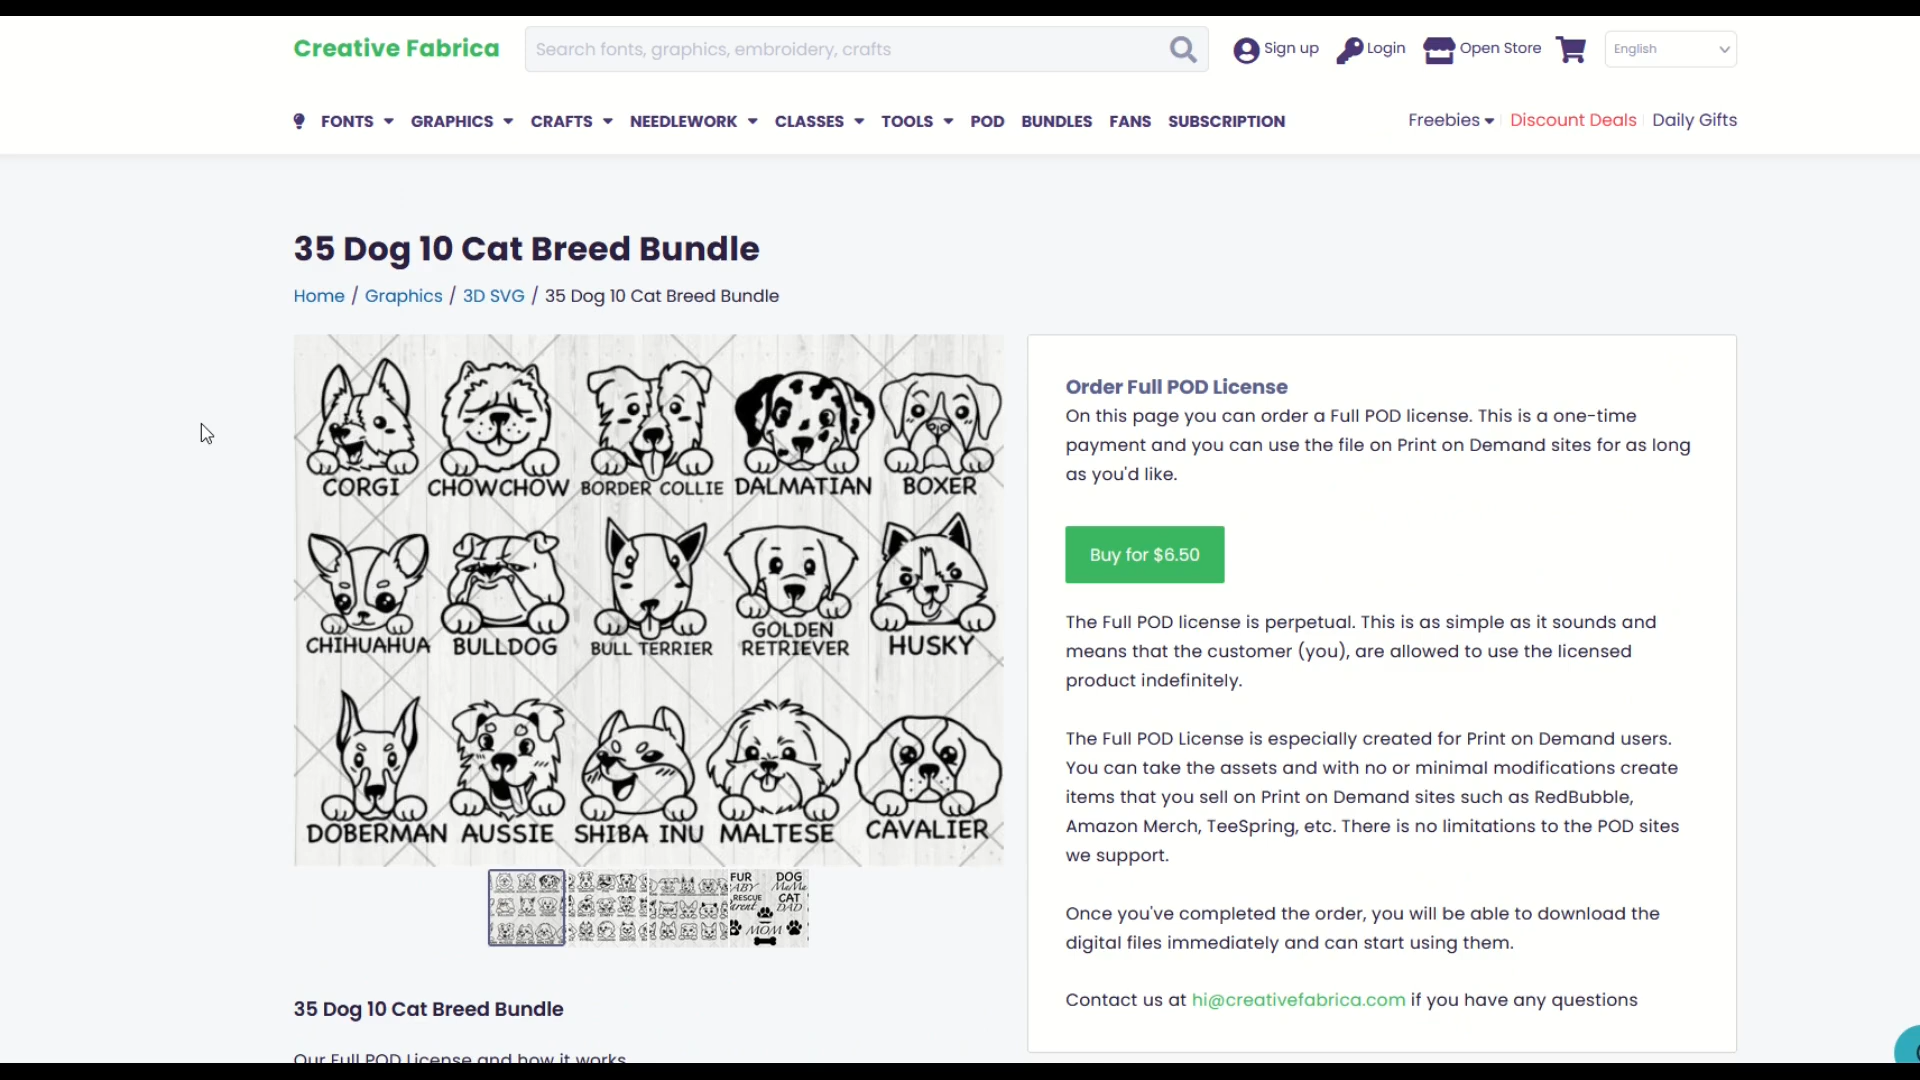 Creative Fabrica
Search fonts, graphics, embroidery, crafts
Sign up
Login
Open Store
English
FONTS
GRAPHICS
CRAFTS
NEEDLEWORK
CLASSES
TOOLS
POD
BUNDLES
FANS
SUBSCRIPTION
Freebies
Discount Deals
Daily Gifts
35 Dog 10 Cat Breed Bundle
Home / Graphics / 3D SVG / 35 Dog 10 Cat Breed Bundle
CORGI
CHOWCHOW
BORDER COLLIE
DALMATIAN
BOXER
CHIHUAHUA
BULLDOG
BULL TERRIER
GOLDEN
RETRIEVER
HUSKY
DOBERMAN
AUSSIE
SHIBA INU
MALTESE
CAVALIER
FUR
DOG
MaMa
RESCUE
CAT
DAD
MOM
35 Dog 10 Cat Breed Bundle
Our Full POD License and how it works
Order Full POD License
On this page you can order a Full POD license. This is a one-time
payment and you can use the file on Print on Demand sites for as long
as you'd like.
Buy for $6.50
The Full POD license is perpetual. This is as simple as it sounds and
means that the customer (you), are allowed to use the licensed
product indefinitely.
The Full POD License is especially created for Print on Demand users.
You can take the assets and with no or minimal modifications create
items that you sell on Print on Demand sites such as RedBubble,
Amazon Merch, TeeSpring, etc. There is no limitations to the POD sites
we support.
Once you've completed the order, you will be able to download the
digital files immediately and can start using them.
Contact us at hi@creativefabrica.com if you have any questions